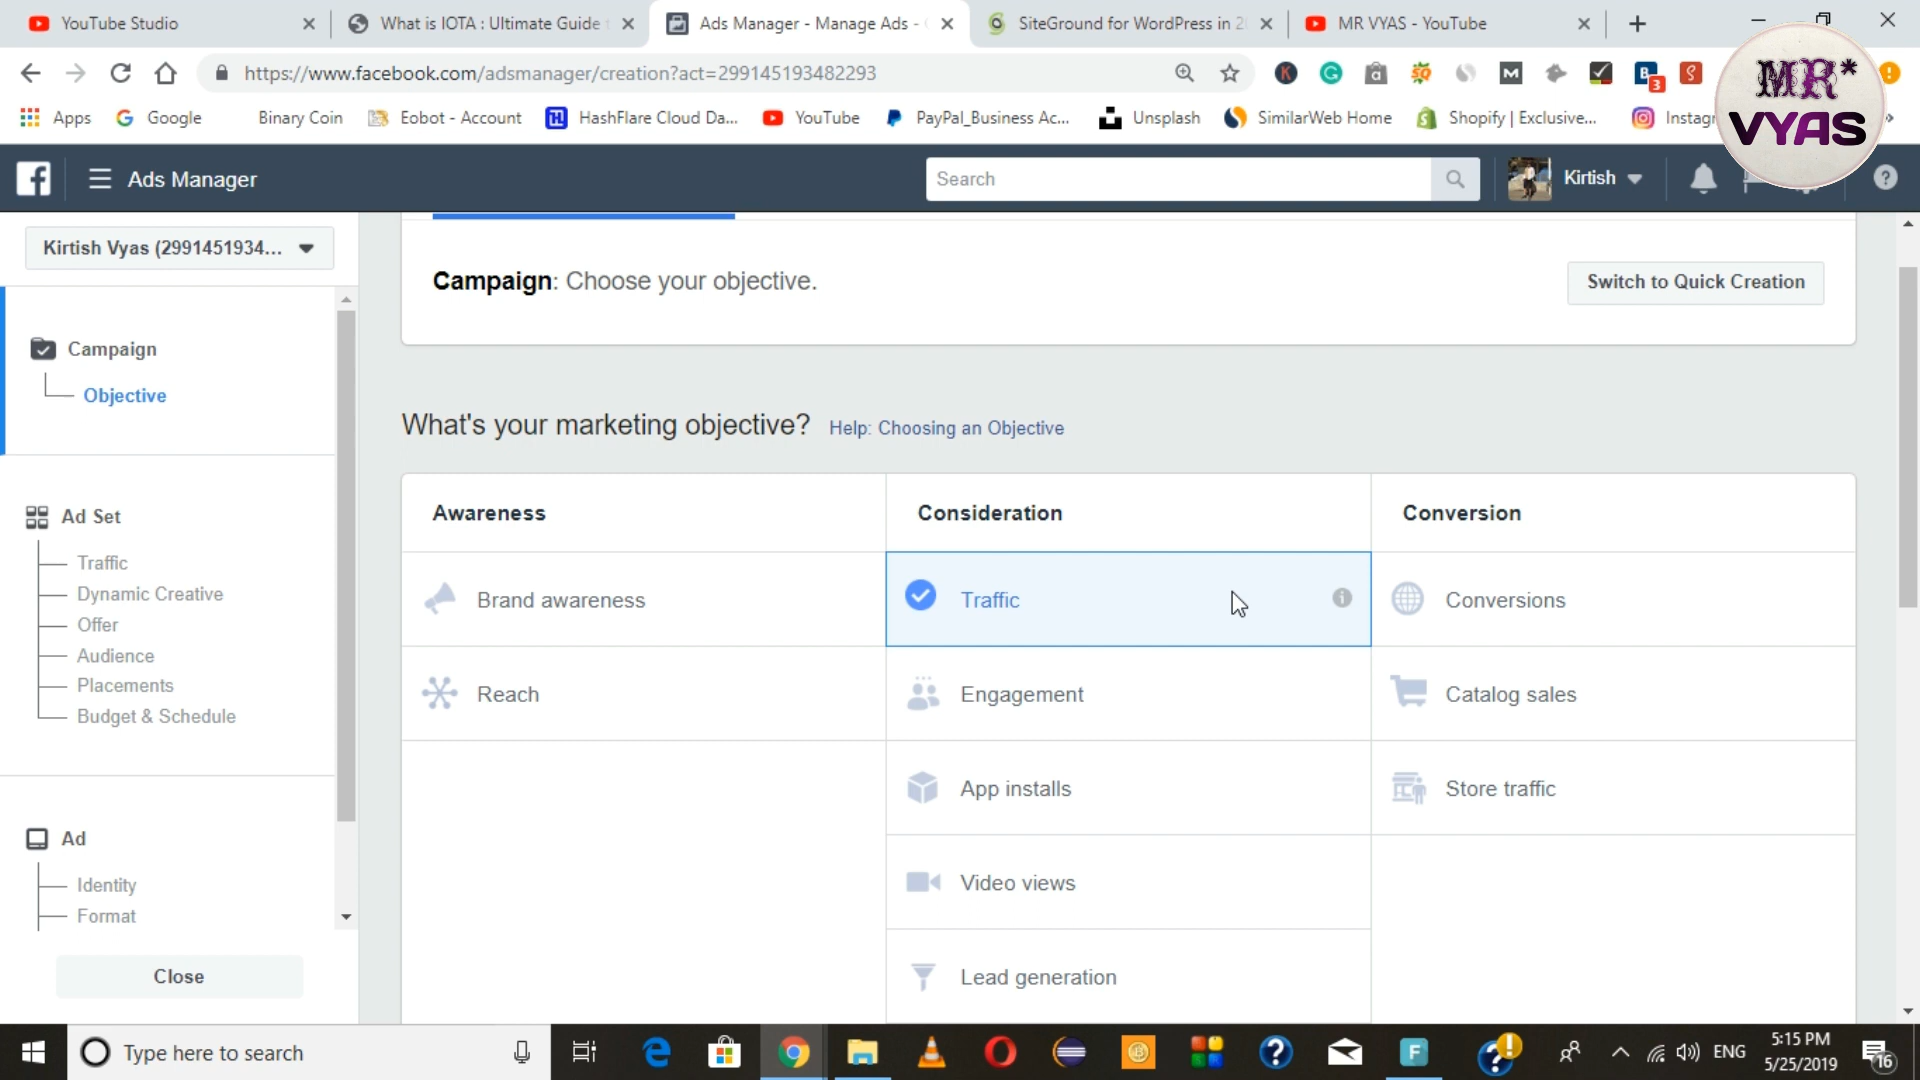 YouTube Studio
What is IOTA : Ultimate Guide
Ads Manager - Manage Ads -
SiteGround for WordPress in 2
MR VYAS - YouTube
https://www.facebook.com/adsmanager/creation?act=299145193482293
MR*
VYAS
Apps
Google
Binary Coin
Eobot - Account
HashFlare Cloud Da...
YouTube
PayPal_Business Ac...
Unsplash
SimilarWeb Home
Shopify | Exclusive...
Instagr
Ads Manager
Search
Kirtish
Kirtish Vyas (2991451934...
Campaign: Choose your objective.
Switch to Quick Creation
Campaign
Objective
What's your marketing objective?
Help: Choosing an Objective
Ad Set
Traffic
Dynamic Creative
Offer
Audience
Placements
Budget & Schedule
Awareness
Consideration
Conversion
Brand awareness
Traffic
Conversions
Reach
Engagement
Catalog sales
App installs
Store traffic
Video views
Lead generation
Ad
Identity
Format
Close
Type here to search
ENG
5:15 PM
5/25/2019
16